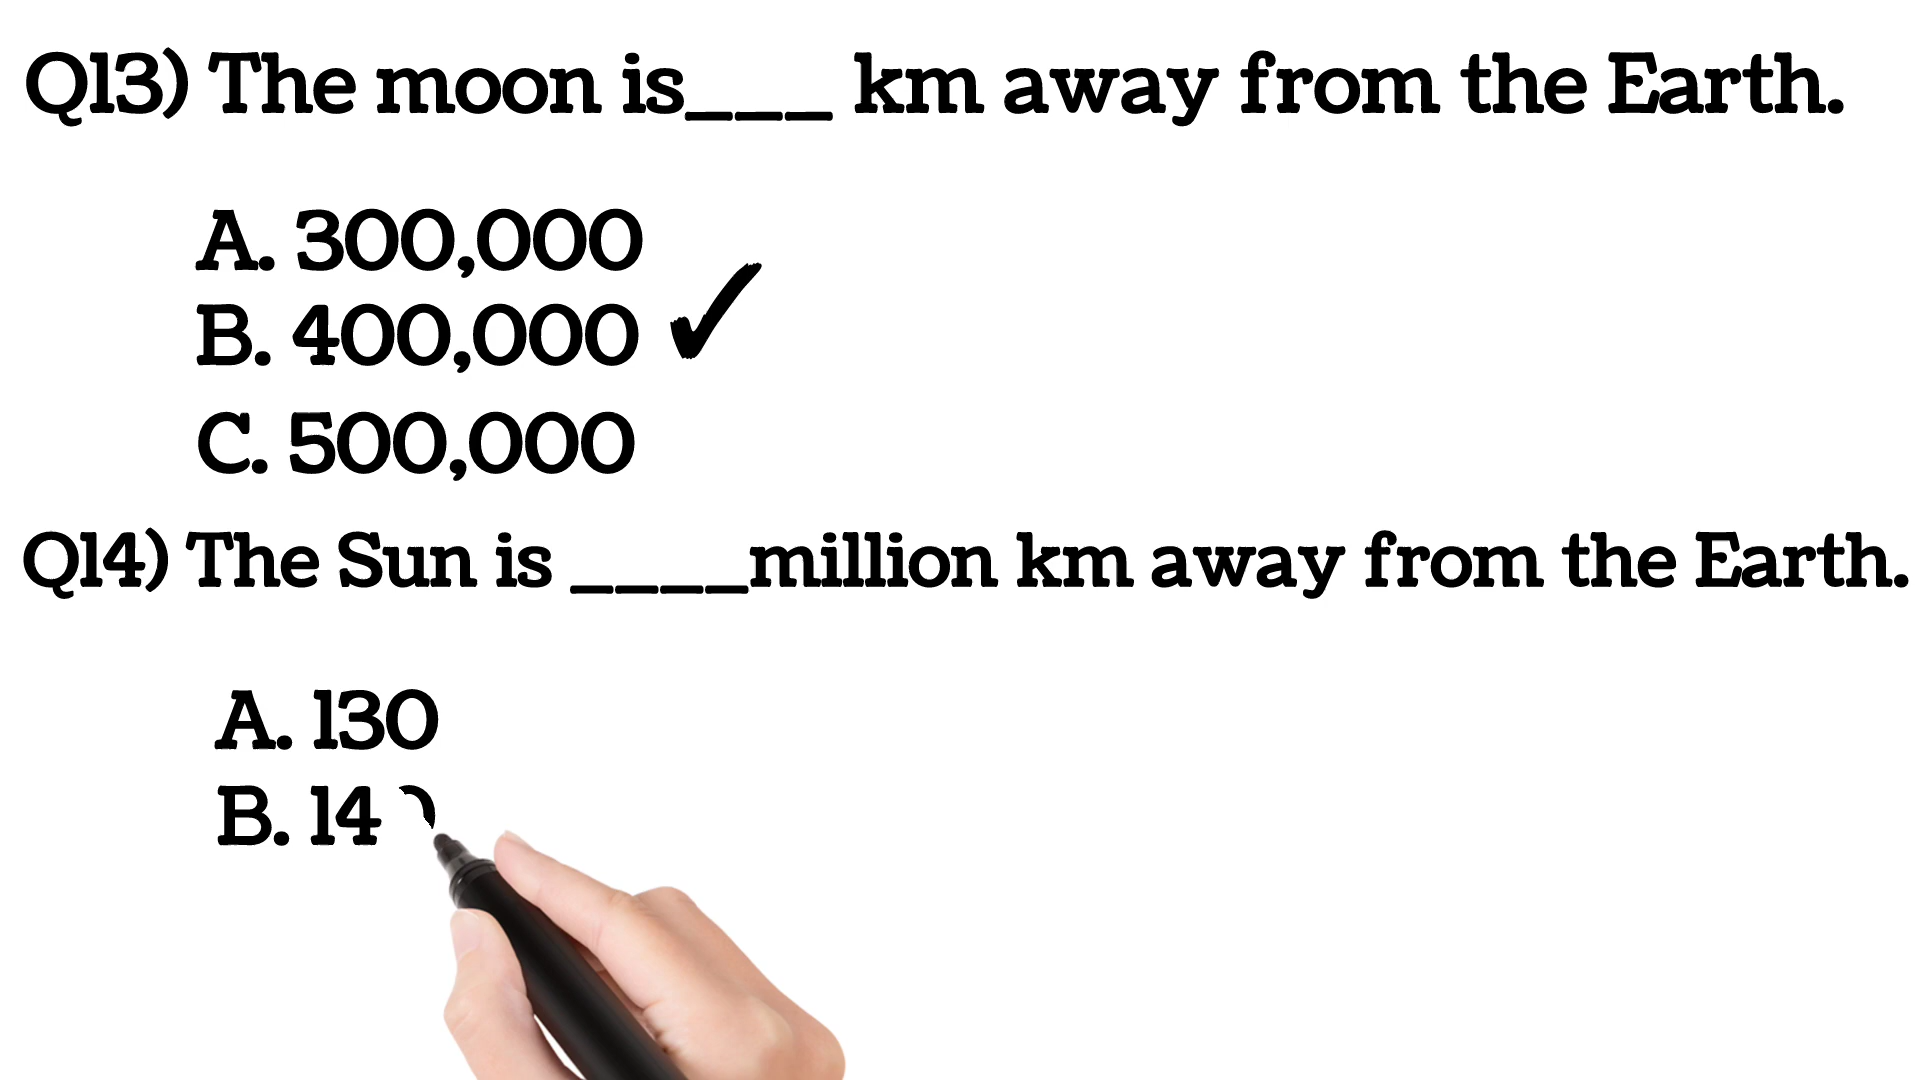 Q13) The moon is___ km away from the Earth.
A. 300,000
B. 400,000 ✓
C. 500,000
Q14) The Sun is ____million km away from the Earth.
A. 130
B. 14